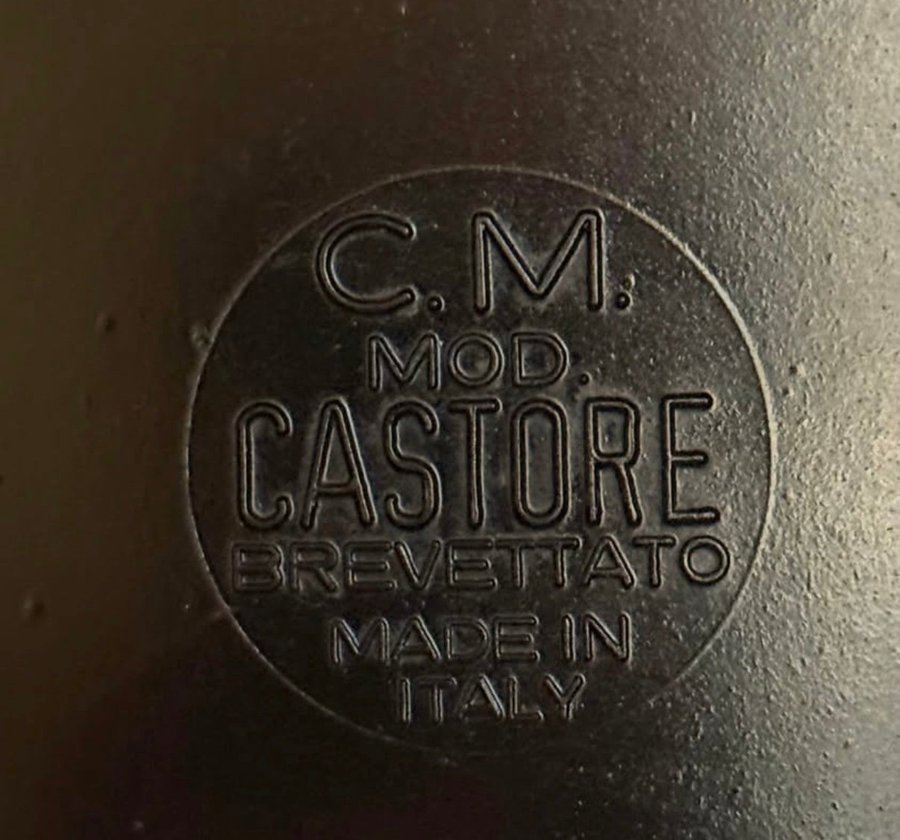 C.M.
MOD.
CASTORE
BREVETTATO
MADE IN
ITALY